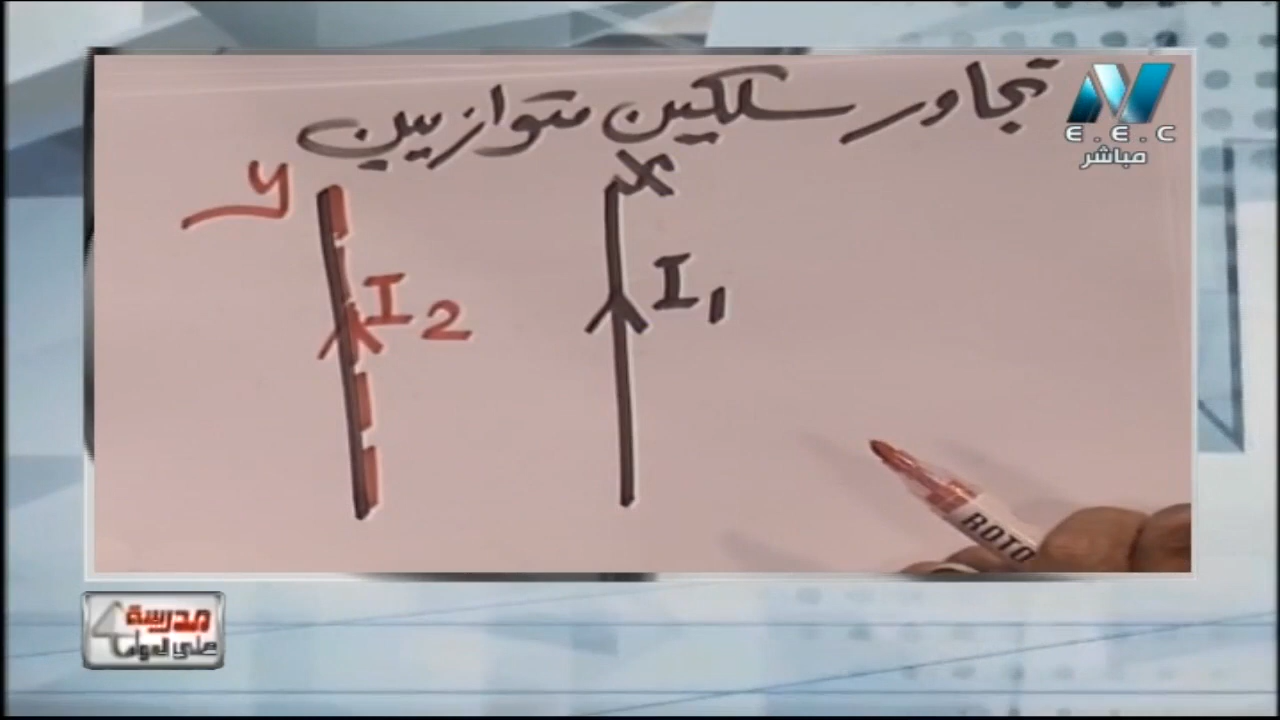 تجاور سلكين متوازيين
E.E.C
مباشر
y
x
I2
I1
ROTO
مدرسة
على الهواء